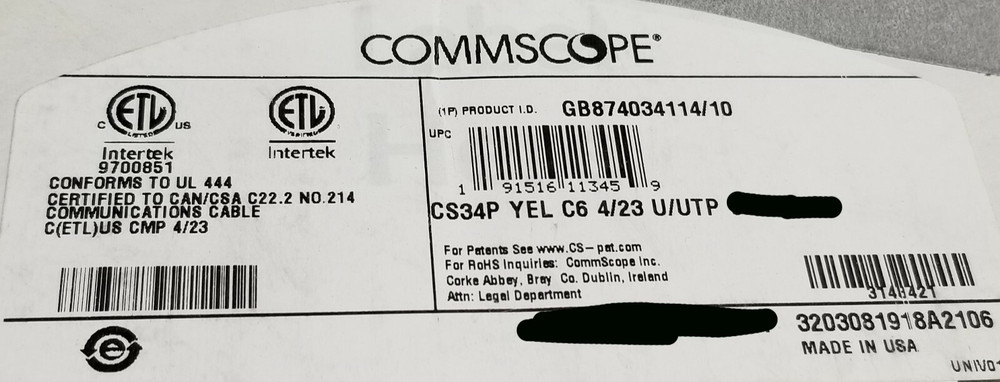 COMMSCOPE®
ETL
C LISTED US
Intertek
9700851
ETL
Intertek
CONFORMS TO UL 444
CERTIFIED TO CAN/CSA C22.2 NO.214
COMMUNICATIONS CABLE
C(ETL)US CMP 4/23
(1P) PRODUCT I.D. GB874034114/10
UPC
1 91516 11345 9
CS34P YEL C6 4/23 U/UTP
For Patents See www.CS-pat.com
For RoHS Inquiries: CommScope Inc.
Corke Abbey, Bray Co. Dublin, Ireland
Attn: Legal Department
3148421
3203081918A2106
MADE IN USA
e